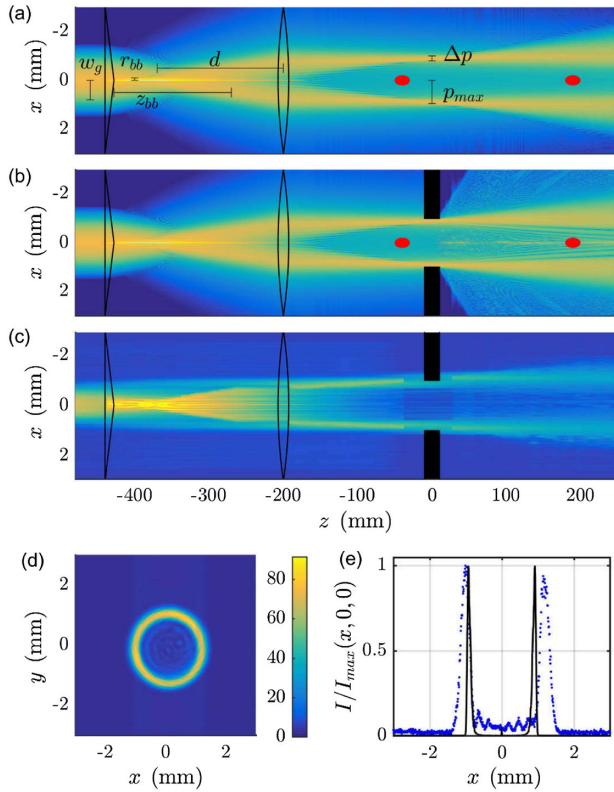 (a)
-2
0
2
x (mm)
w_g
r_bb
d
z_bb
Δp
p_max
(b)
-2
0
2
x (mm)
(c)
-2
0
2
x (mm)
-400 -300 -200 -100 0 100 200
z (mm)
(d)
2
0
-2
y (mm)
-2 0 2
x (mm)
80
60
40
20
0
(e)
1
0.5
0
I/I_max(x, 0, 0)
-2 0 2
x (mm)